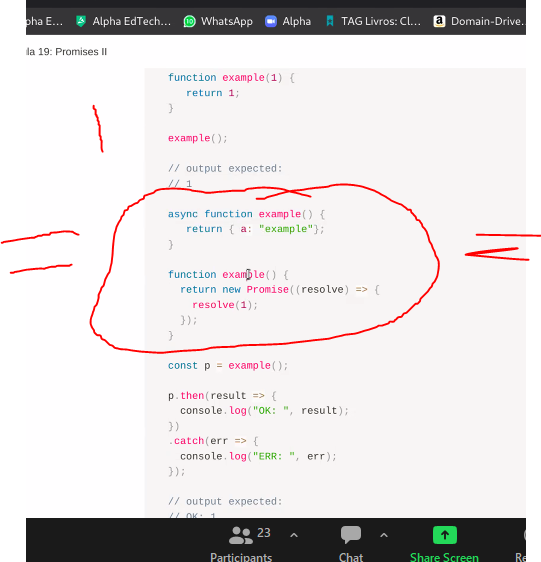 pha E... Alpha EdTech... WhatsApp Alpha TAG Livros: Cl... Domain-Drive.
la 19: Promises II
function example(1) {
return 1;
}
example();
// output expected:
// 1
async function example() {
return { a: "example"};
}
function example() {
return new Promise((resolve) => {
resolve(1);
});
}
const p = example();
p.then(result => {
console.log("OK: ", result);
})
.catch(err => {
console.log("ERR: ", err);
});
// output expected:
// OK: 1
23
Participants Chat Share Screen Re